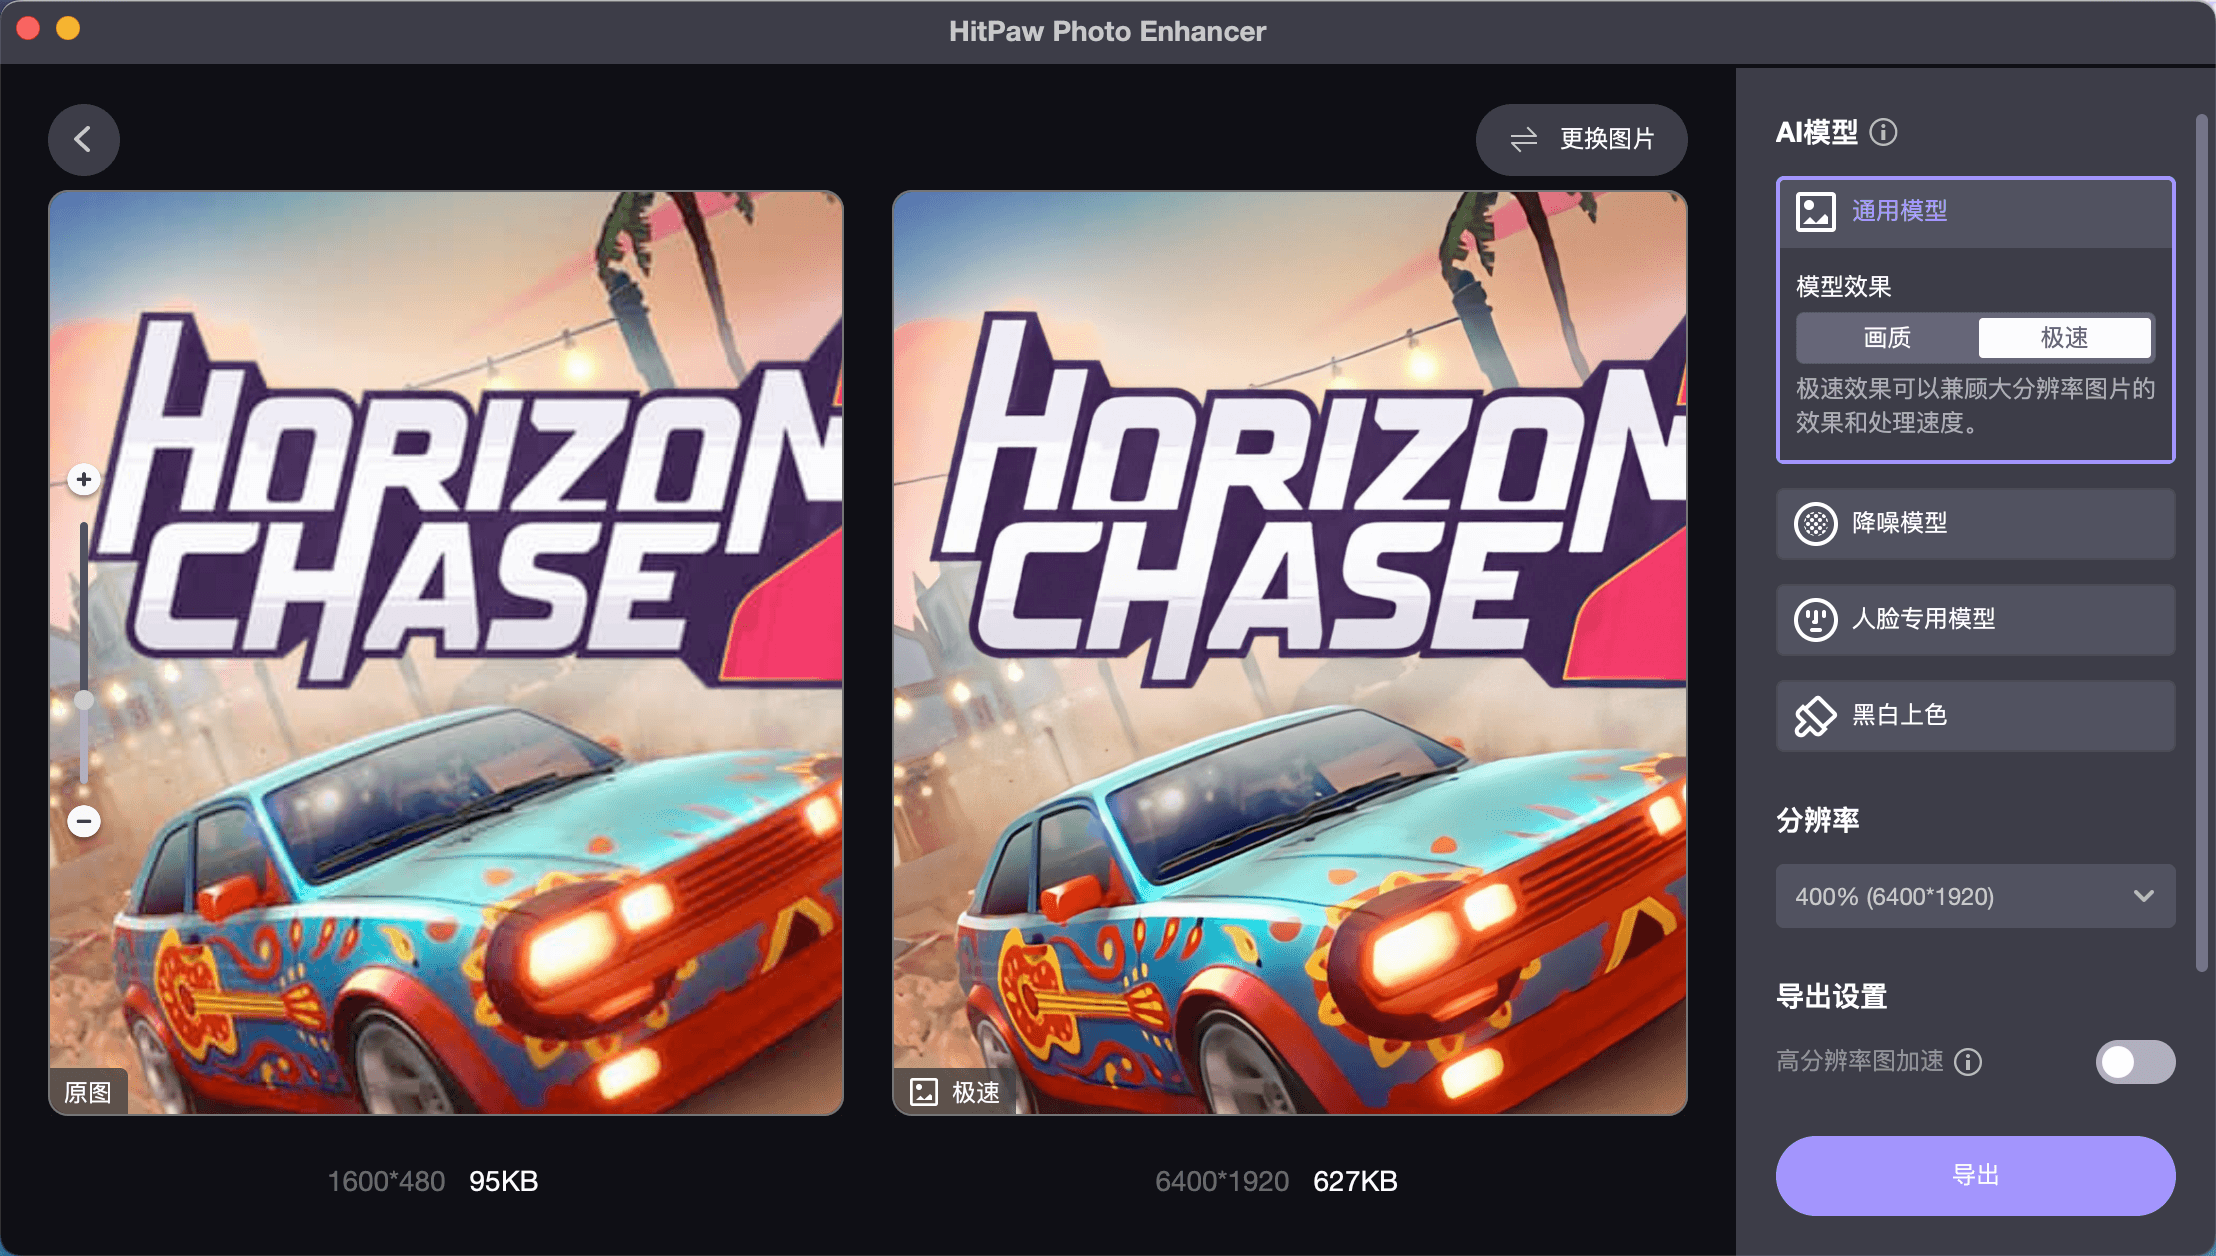 HitPaw Photo Enhancer
更换图片
HORIZON
CHASE
原图
1600*480 95KB
HORIZON
CHASE
极速
6400*1920 627KB
AI模型
通用模型
模型效果
画质 极速
极速效果可以兼顾大分辨率图片的
效果和处理速度。
降噪模型
人脸专用模型
黑白上色
分辨率
400% (6400*1920)
导出设置
高分辨率图加速
导出